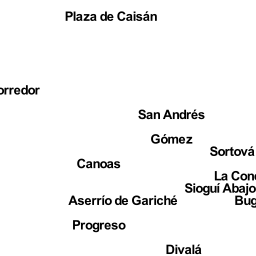 Plaza de Caisán
orredor
San Andrés
Gómez
Sortová
Canoas
La Conc
Sioguí Abajo
Aserrío de Gariché
Bug
Progreso
Divalá